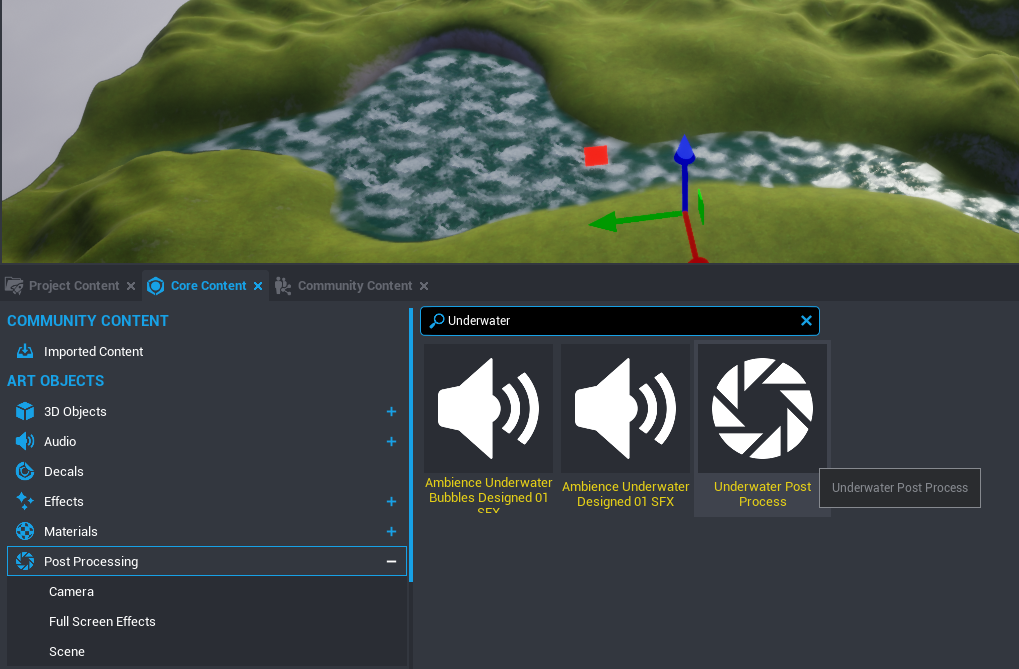 Project Content
Core Content
Community Content
COMMUNITY CONTENT
Imported Content
ART OBJECTS
3D Objects
Audio
Decals
Effects
Materials
Post Processing
Camera
Full Screen Effects
Scene
Underwater
Ambience Underwater
Bubbles Designed 01
SFX
Ambience Underwater
Designed 01 SFX
Underwater Post
Process
Underwater Post Process